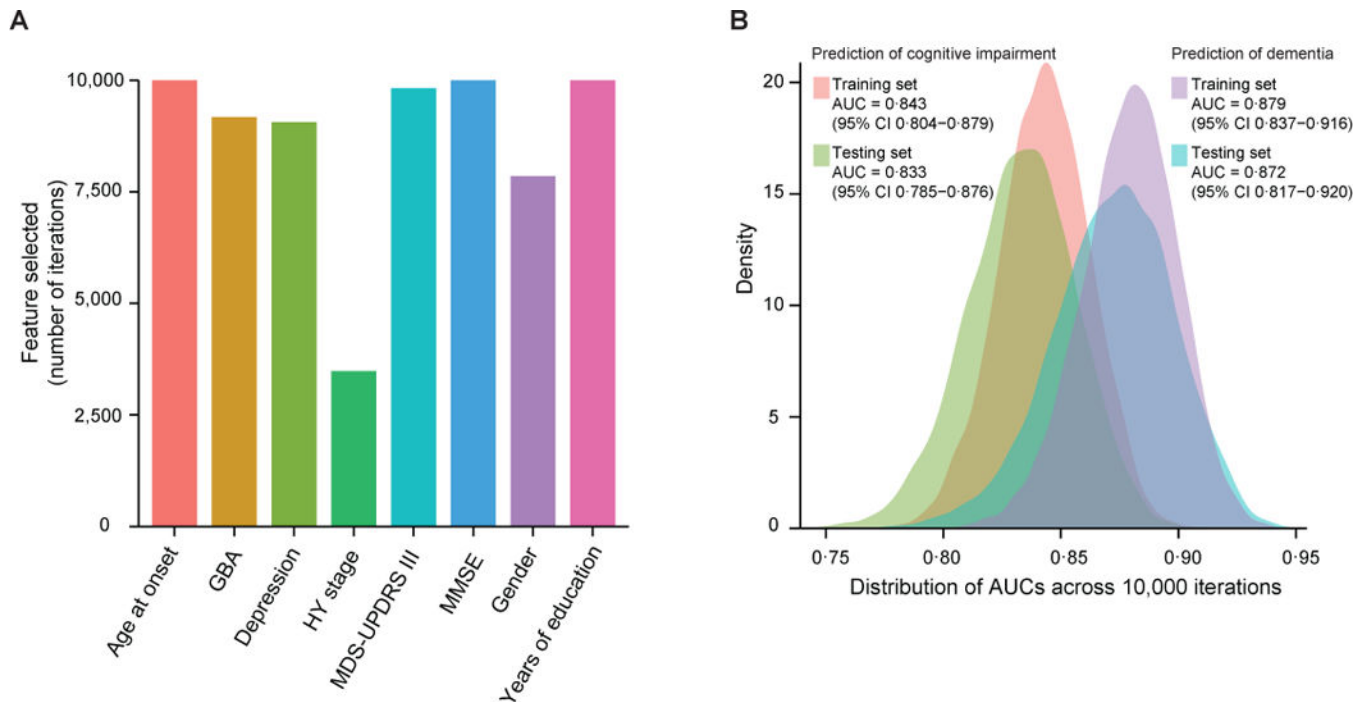 A
Feature selected
(number of iterations)
10,000
7,500
5,000
2,500
0
Age at onset
GBA
Depression
HY stage
MDS-UPDRS III
MMSE
Gender
Years of education
B
Prediction of cognitive impairment
Training set
AUC = 0·843
(95% CI 0·804–0·879)
Testing set
AUC = 0·833
(95% CI 0·785–0·876)
Prediction of dementia
Training set
AUC = 0·879
(95% CI 0·837–0·916)
Testing set
AUC = 0·872
(95% CI 0·817–0·920)
Density
20
15
10
5
0
0·75
0·80
0·85
0·90
0·95
Distribution of AUCs across 10,000 iterations